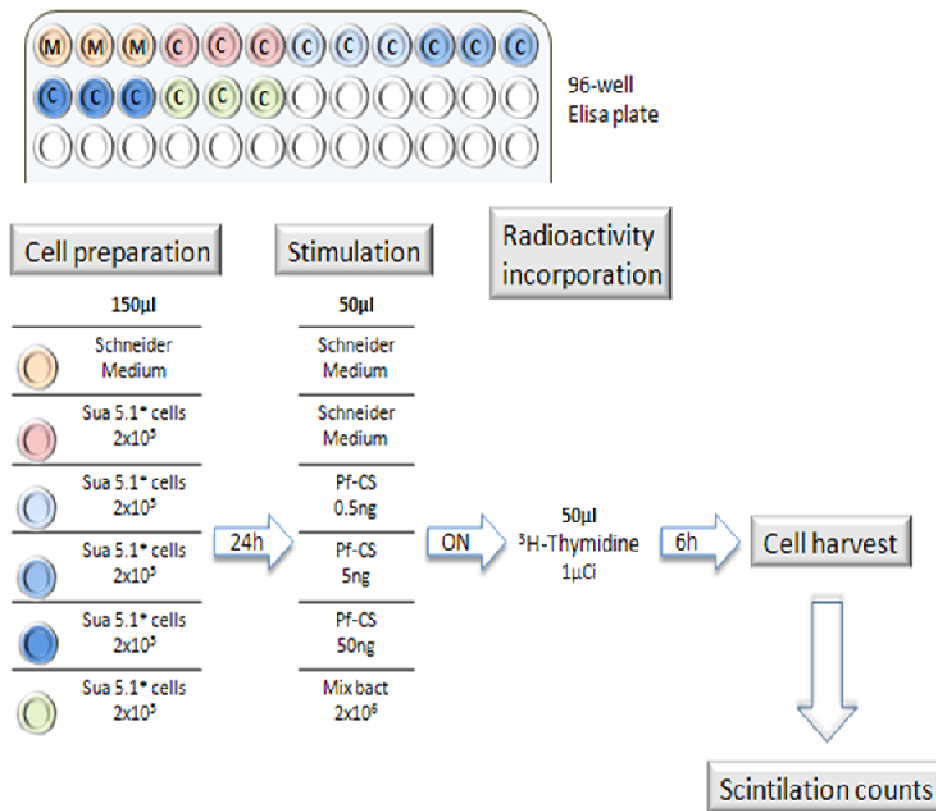 M M M C C C C C C C C C
C C C C C C
96-well
Elisa plate
Cell preparation
Stimulation
Radioactivity
incorporation
150µl
50µl
Schneider
Medium
Schneider
Medium
Sua 5.1* cells
2x10⁵
Schneider
Medium
Sua 5.1* cells
2x10⁵
Pf-CS
0.5ng
Sua 5.1* cells
2x10⁵
24h
Pf-CS
5ng
ON
50µl
³H-Thymidine
1µCi
6h
Cell harvest
Sua 5.1* cells
2x10⁵
Pf-CS
50ng
Sua 5.1* cells
2x10⁵
Mix bact
2x10⁶
Scintilation counts